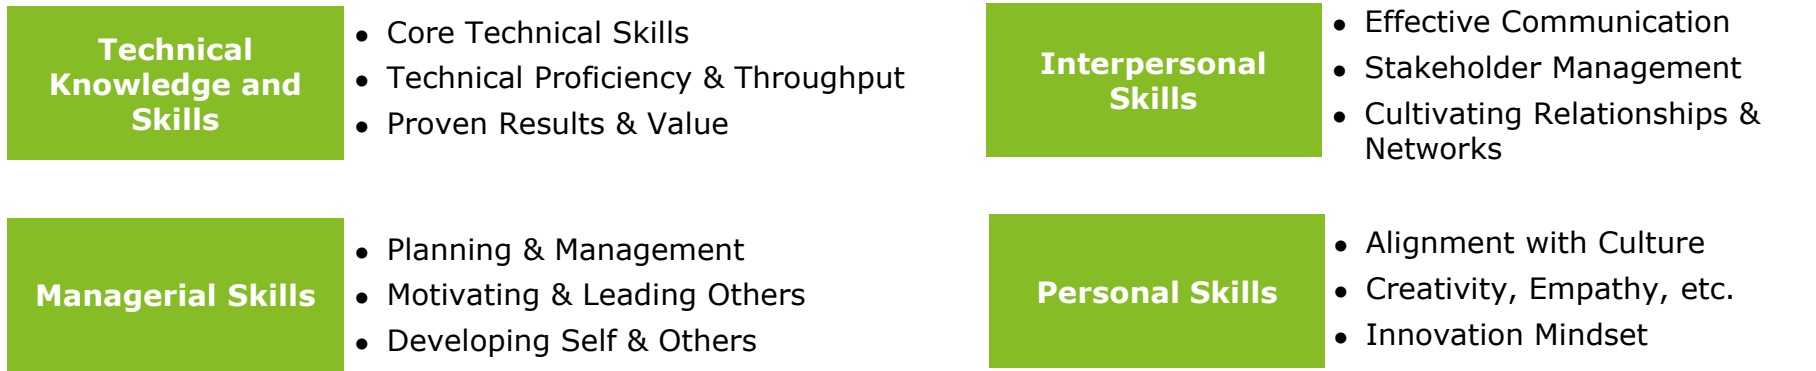 Technical
Knowledge and
Skills
• Core Technical Skills
• Technical Proficiency & Throughput
• Proven Results & Value
Interpersonal
Skills
• Effective Communication
• Stakeholder Management
• Cultivating Relationships &
Networks
Managerial Skills
• Planning & Management
• Motivating & Leading Others
• Developing Self & Others
Personal Skills
• Alignment with Culture
• Creativity, Empathy, etc.
• Innovation Mindset